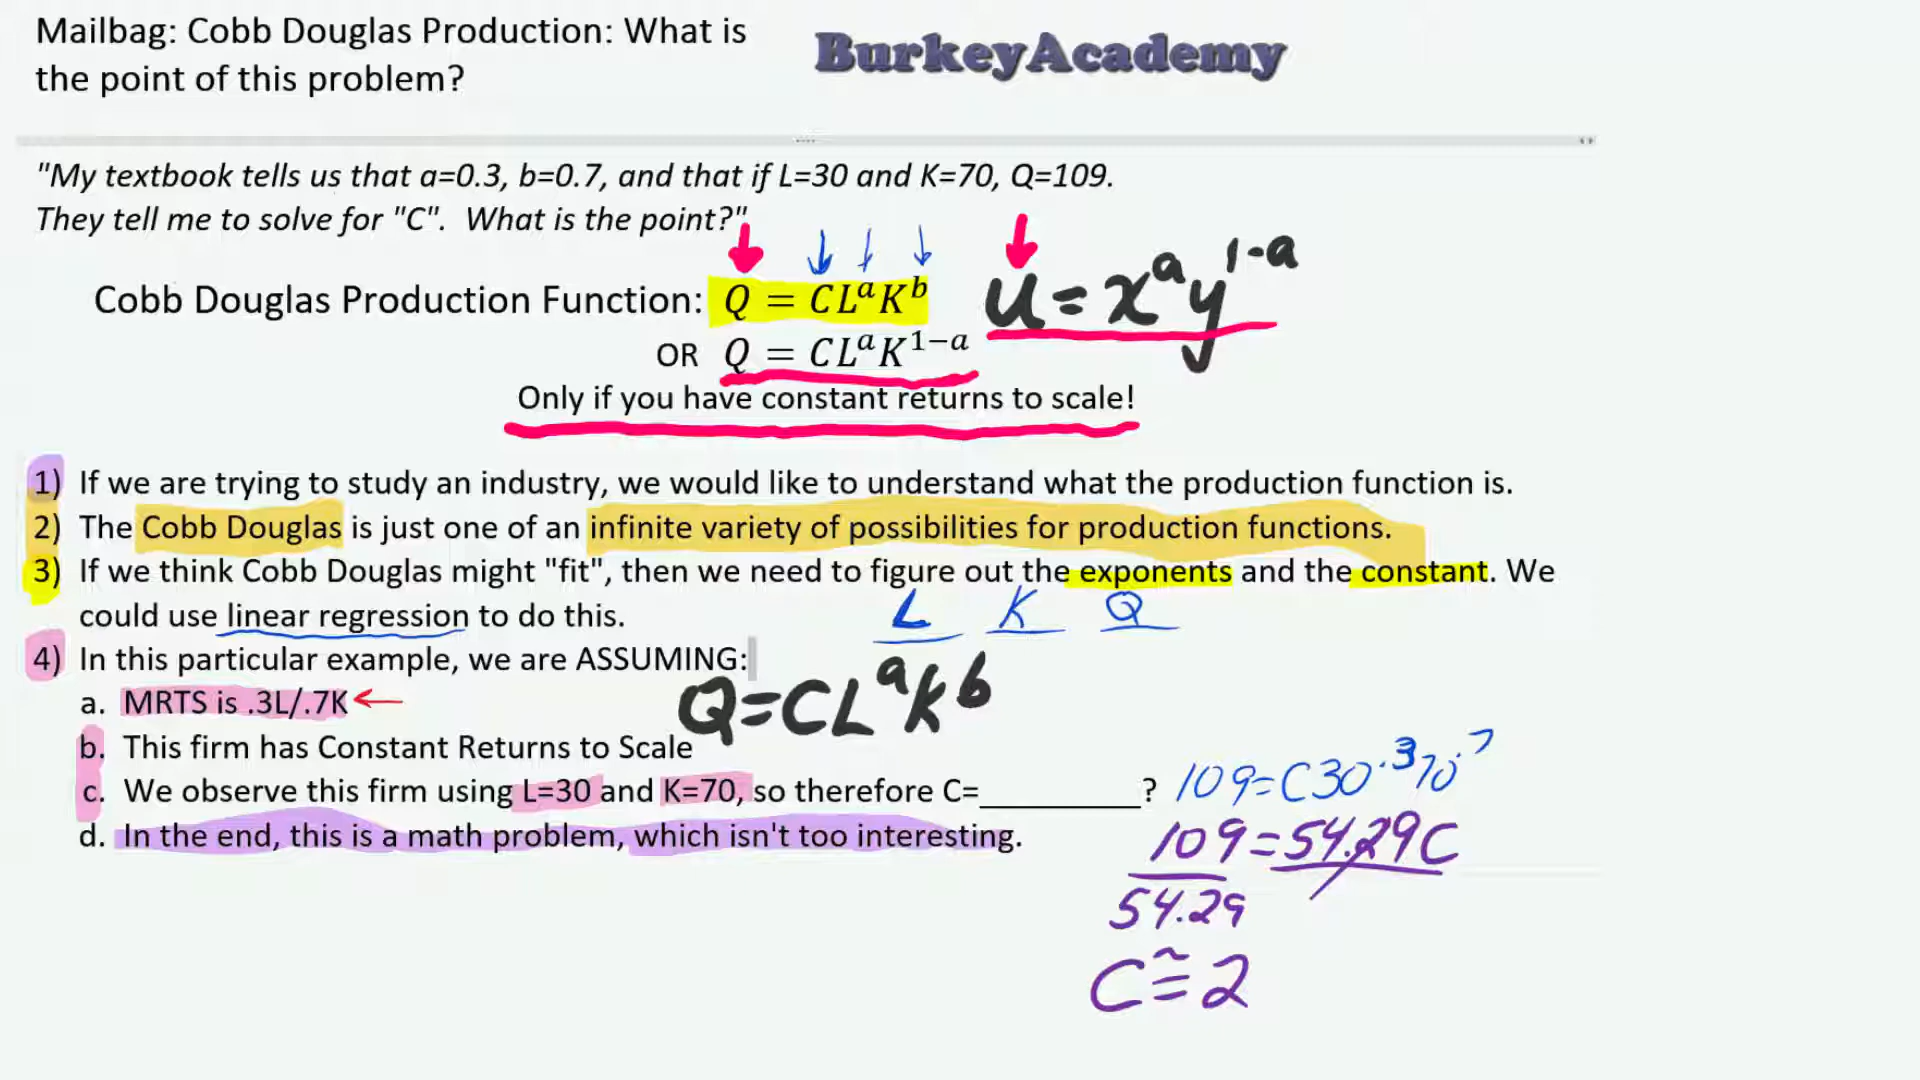 Mailbag: Cobb Douglas Production: What is
the point of this problem?
BurkeyAcademy
"My textbook tells us that a=0.3, b=0.7, and that if L=30 and K=70, Q=109.
They tell me to solve for "C". What is the point?"
Cobb Douglas Production Function: Q = CLᵃKᵇ
u=xᵃy¹⁻ᵃ
OR Q = CLᵃK¹⁻ᵃ
Only if you have constant returns to scale!
1) If we are trying to study an industry, we would like to understand what the production function is.
2) The Cobb Douglas is just one of an infinite variety of possibilities for production functions.
3) If we think Cobb Douglas might "fit", then we need to figure out the exponents and the constant. We
could use linear regression to do this.
L K Q
4) In this particular example, we are ASSUMING:
a. MRTS is .3L/.7K
Q=CLᵃKᵇ
b. This firm has Constant Returns to Scale
c. We observe this firm using L=30 and K=70, so therefore C=__________?
109=C30^.3 70^.7
d. In the end, this is a math problem, which isn't too interesting.
109=54.29C
54.29
C≅2